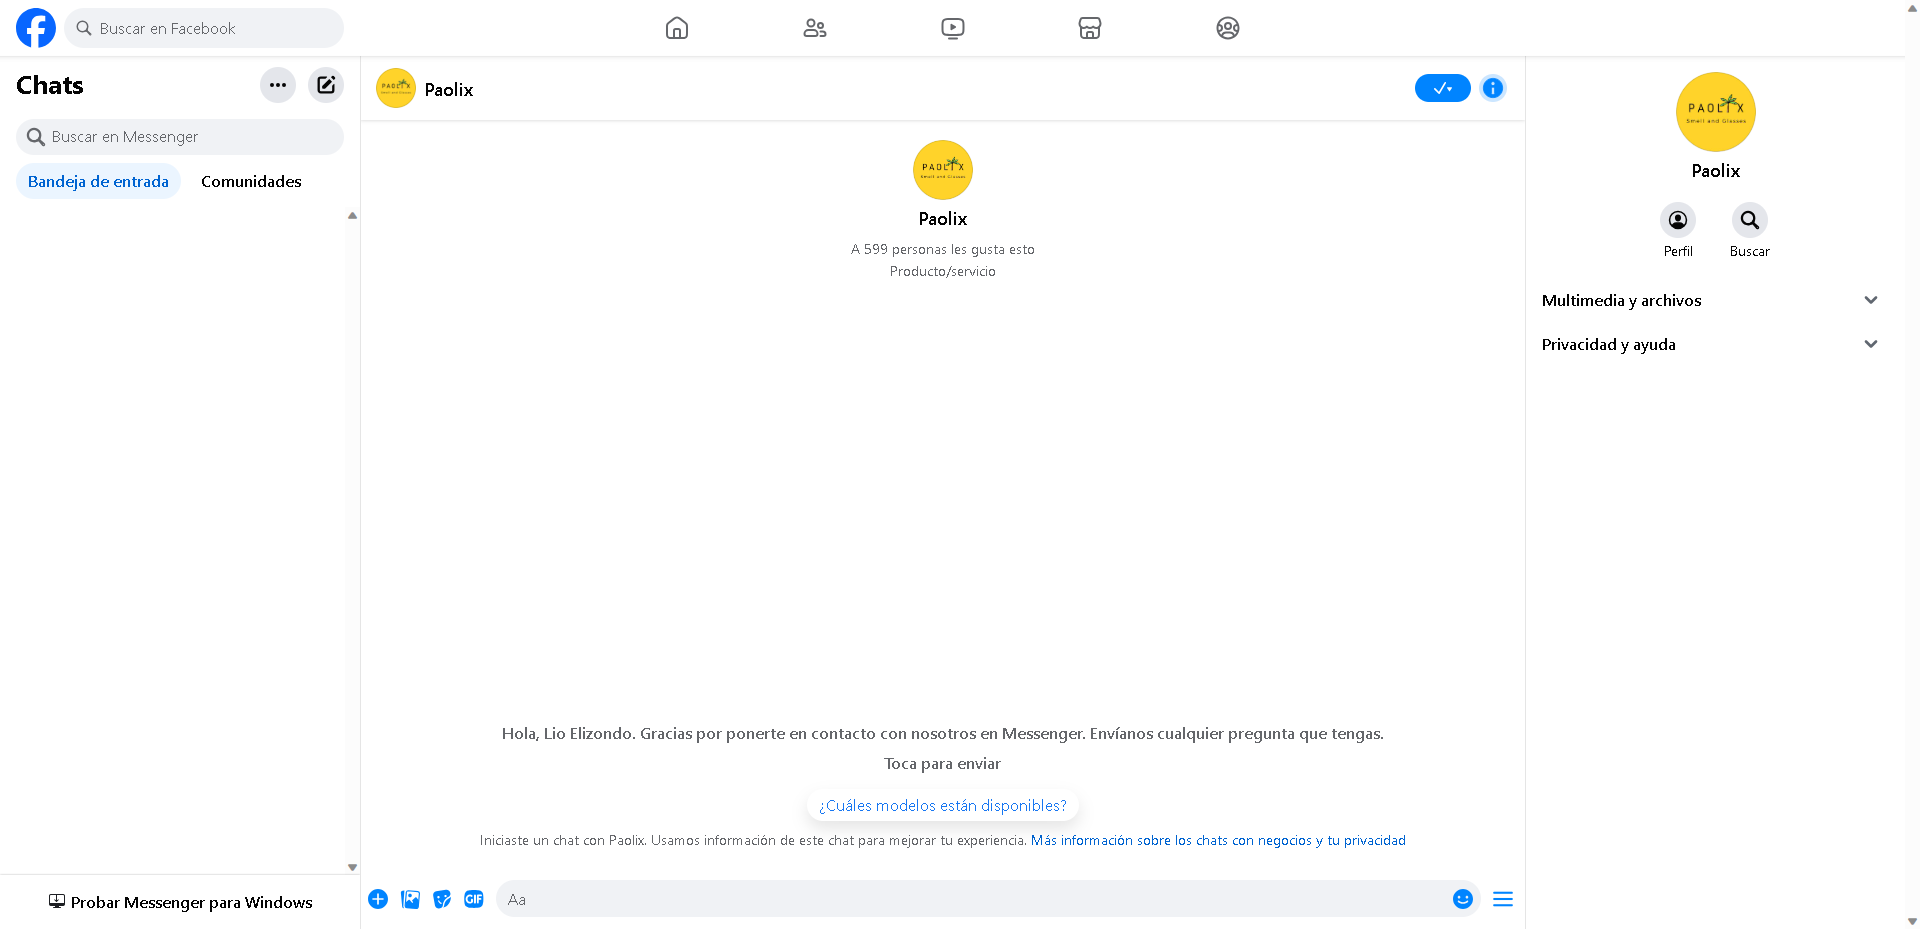 Buscar en Facebook
Chats
Buscar en Messenger
Bandeja de entrada
Comunidades
Probar Messenger para Windows
PAOLIX
Smell and Glasses
Paolix
PAOLIX
Smell and Glasses
Paolix
A 599 personas les gusta esto
Producto/servicio
Hola, Lio Elizondo. Gracias por ponerte en contacto con nosotros en Messenger. Envíanos cualquier pregunta que tengas.
Toca para enviar
¿Cuáles modelos están disponibles?
Iniciaste un chat con Paolix. Usamos información de este chat para mejorar tu experiencia. Más información sobre los chats con negocios y tu privacidad
GIF
Aa
PAOLIX
Smell and Glasses
Paolix
Perfil
Buscar
Multimedia y archivos
Privacidad y ayuda